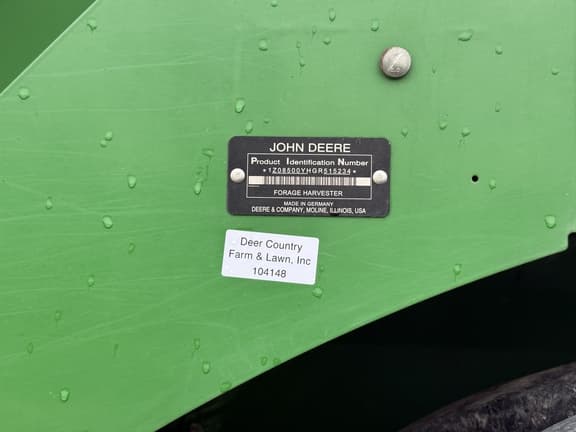 JOHN DEERE
Product Identification Number
*1Z08500YHGR515234*
FORAGE HARVESTER
MADE IN GERMANY
DEERE & COMPANY, MOLINE, ILLINOIS, USA
Deer Country
Farm & Lawn, Inc
104148